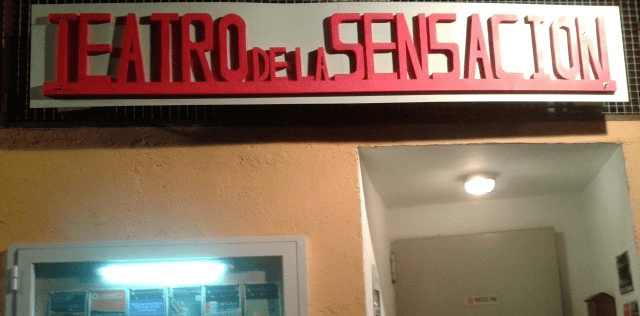 TEATRO DE LA SENSACION